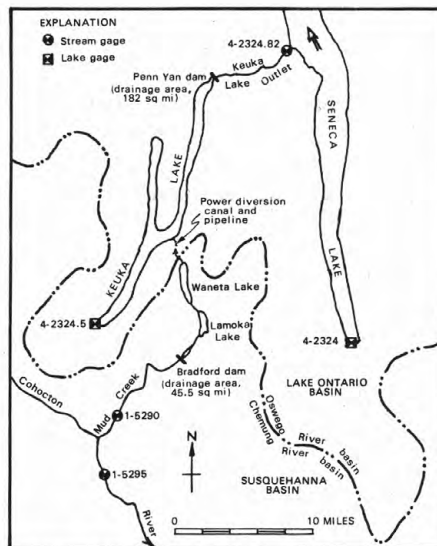 EXPLANATION
Stream gage
Lake gage
4-2324.82
Penn Yan dam
(drainage area,
182 sq mi)
Keuka
Lake Outlet
SENECA
LAKE
LAKE
KEUKA
Power diversion
canal and
pipeline
Waneta Lake
4-2324.5
Lamoka
Lake
4-2324
Bradford dam
(drainage area,
45.5 sq mi)
LAKE ONTARIO
BASIN
Cohocton
Mud Creek
1-5290
Oswego
Chemung
River basin
River basin
N
1-5295
SUSQUEHANNA
BASIN
River
0 10 MILES